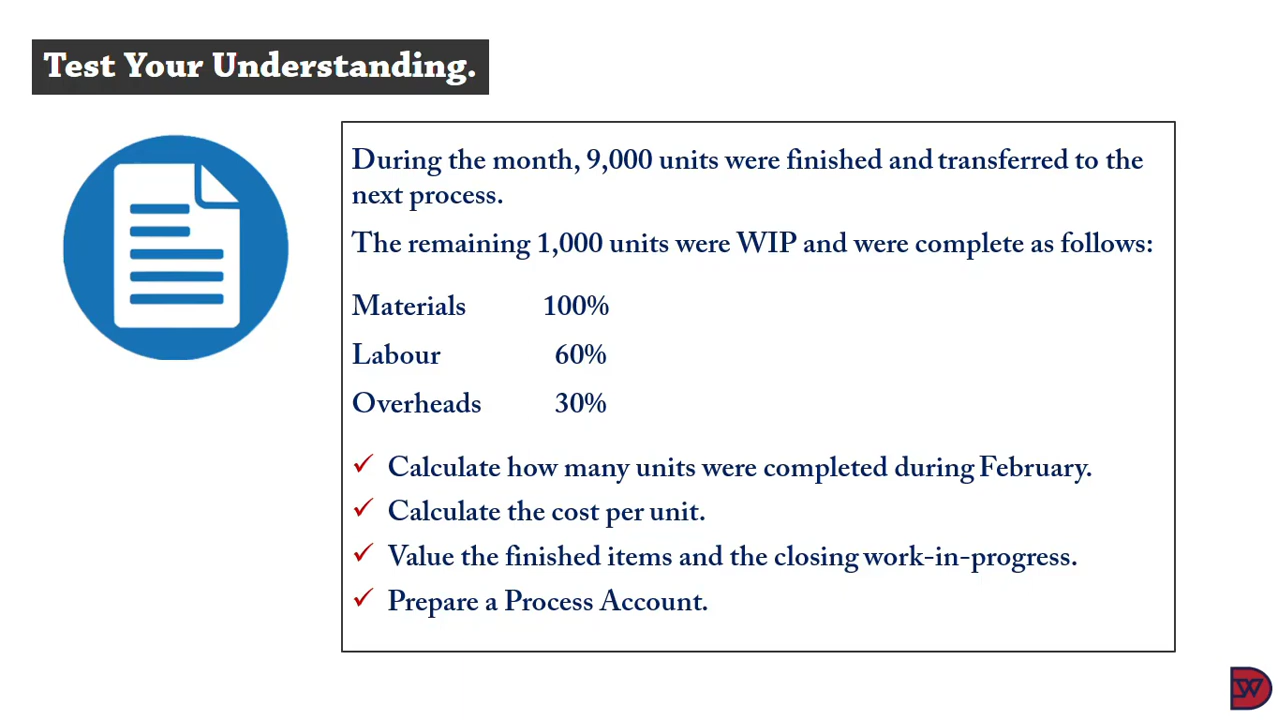 Test Your Understanding.
During the month, 9,000 units were finished and transferred to the
next process.
The remaining 1,000 units were WIP and were complete as follows:
Materials 100%
Labour 60%
Overheads 30%
✓ Calculate how many units were completed during February.
✓ Calculate the cost per unit.
✓ Value the finished items and the closing work-in-progress.
✓ Prepare a Process Account.
DW